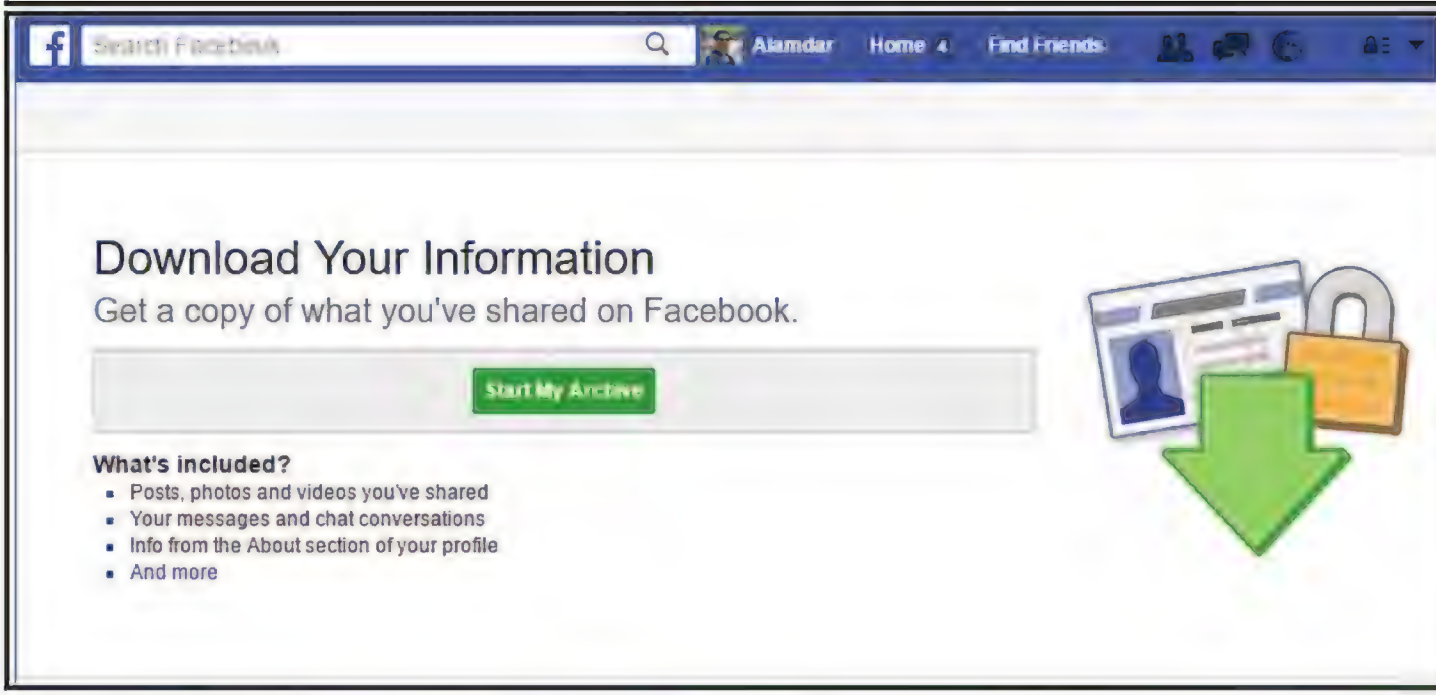 f Search Facebook Alamdar Home 4 Find Friends
Download Your Information
Get a copy of what you've shared on Facebook.
Start My Archive
What's included?
Posts, photos and videos you've shared
Your messages and chat conversations
Info from the About section of your profile
And more